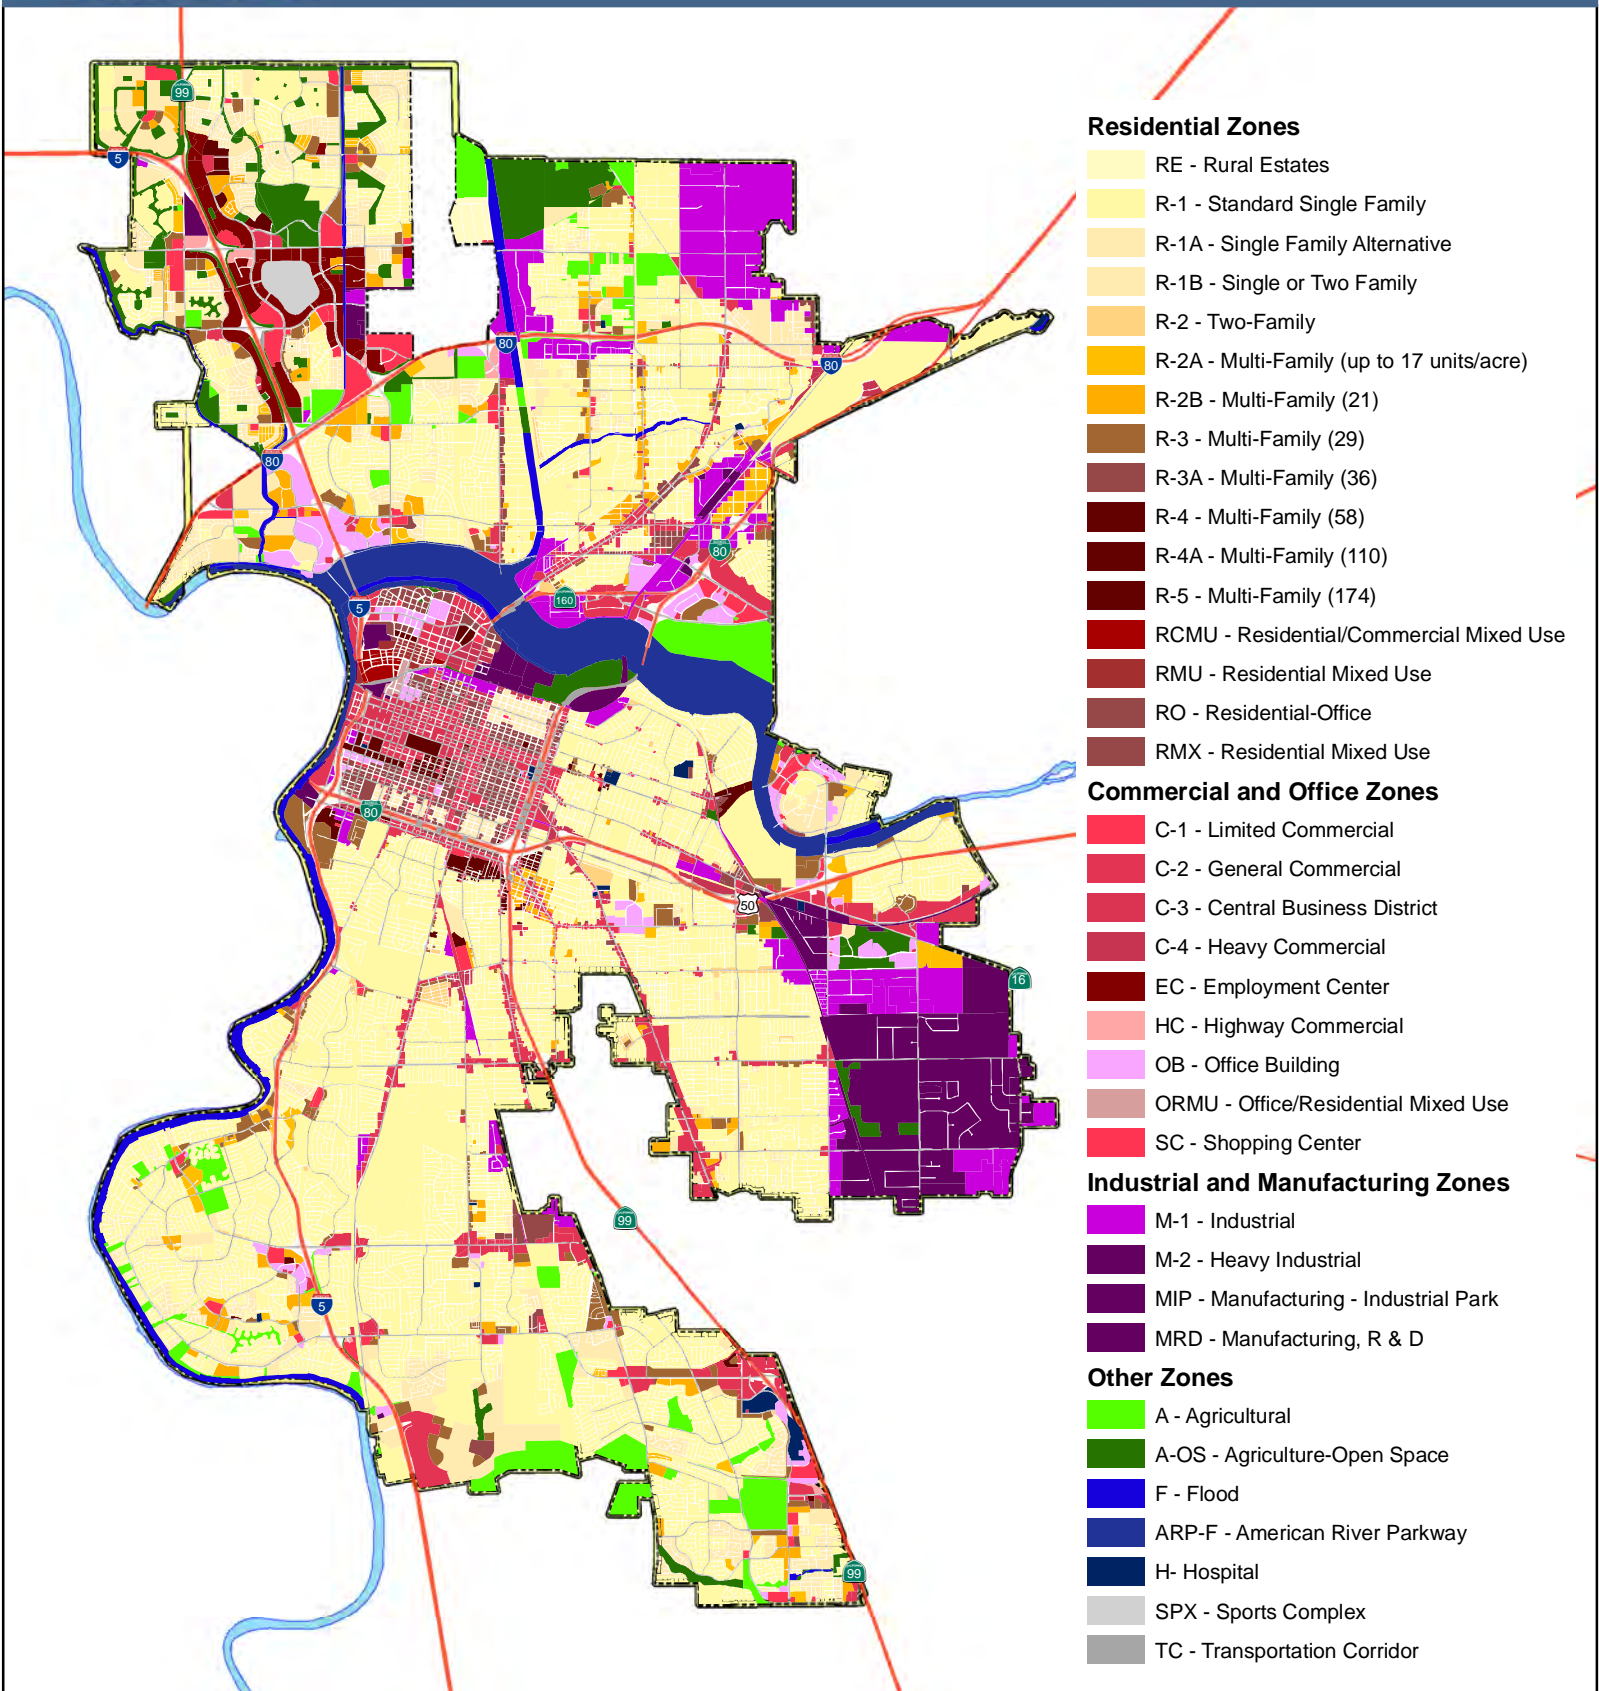 99
5
80
80
80
80
160
5
80
50
16
99
5
99
Residential Zones
RE - Rural Estates
R-1 - Standard Single Family
R-1A - Single Family Alternative
R-1B - Single or Two Family
R-2 - Two-Family
R-2A - Multi-Family (up to 17 units/acre)
R-2B - Multi-Family (21)
R-3 - Multi-Family (29)
R-3A - Multi-Family (36)
R-4 - Multi-Family (58)
R-4A - Multi-Family (110)
R-5 - Multi-Family (174)
RCMU - Residential/Commercial Mixed Use
RMU - Residential Mixed Use
RO - Residential-Office
RMX - Residential Mixed Use
Commercial and Office Zones
C-1 - Limited Commercial
C-2 - General Commercial
C-3 - Central Business District
C-4 - Heavy Commercial
EC - Employment Center
HC - Highway Commercial
OB - Office Building
ORMU - Office/Residential Mixed Use
SC - Shopping Center
Industrial and Manufacturing Zones
M-1 - Industrial
M-2 - Heavy Industrial
MIP - Manufacturing - Industrial Park
MRD - Manufacturing, R & D
Other Zones
A - Agricultural
A-OS - Agriculture-Open Space
F - Flood
ARP-F - American River Parkway
H- Hospital
SPX - Sports Complex
TC - Transportation Corridor